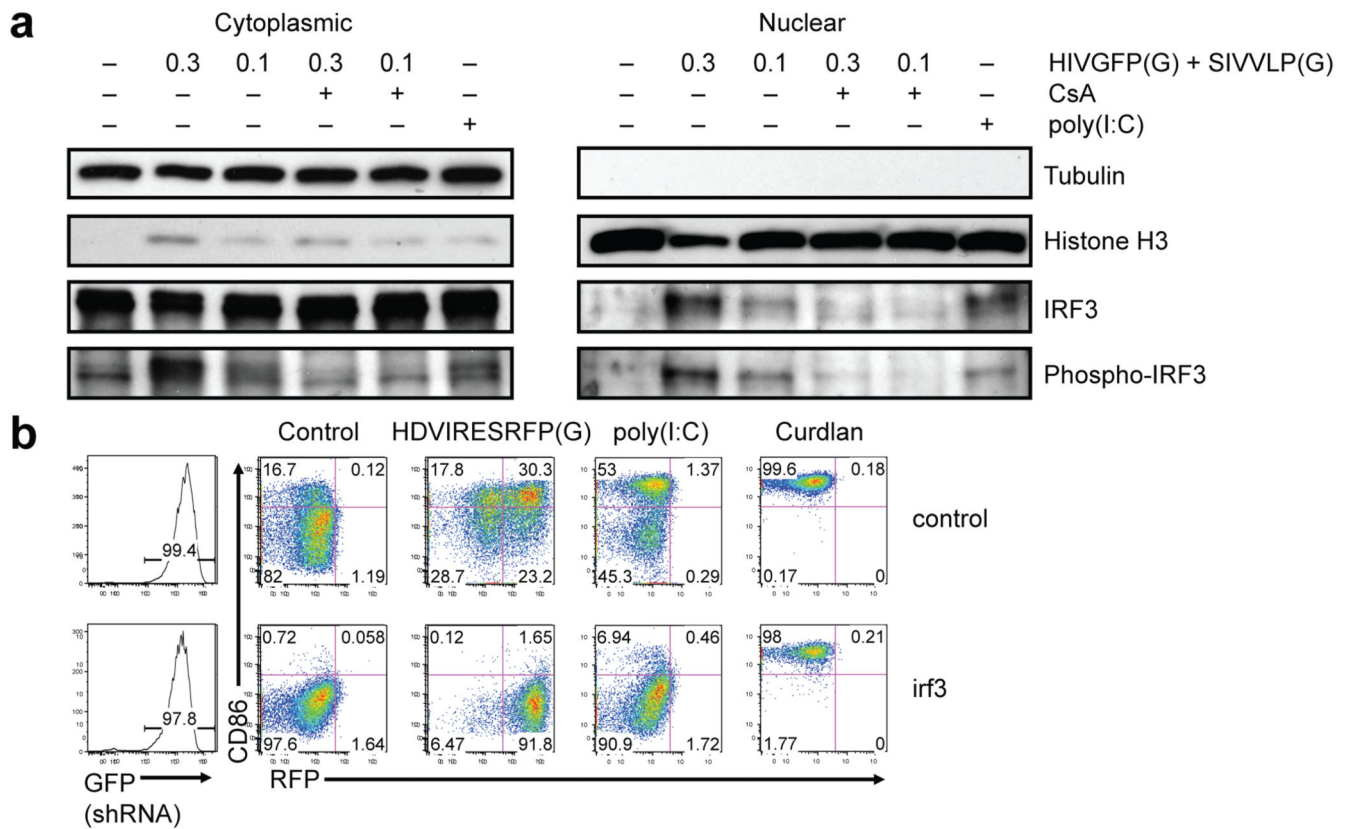 a
Cytoplasmic Nuclear
– 0.3 0.1 0.3 0.1 – – 0.3 0.1 0.3 0.1 – HIVGFP(G) + SIVVLP(G)
– – – + + – – – – + + – CsA
– – – – – + – – – – – + poly(I:C)
Tubulin
Histone H3
IRF3
Phospho-IRF3
b
Control HDVIRESRFP(G) poly(I:C) Curdlan
16.7 0.12 17.8 30.3 53 1.37 99.6 0.18
99.4
control
82 1.19 28.7 23.2 45.3 0.29 0.17 0
0.72 0.058 0.12 1.65 6.94 0.46 98 0.21
97.8
irf3
97.6 1.64 6.47 91.8 90.9 1.72 1.77 0
CD86
GFP
(shRNA)
RFP